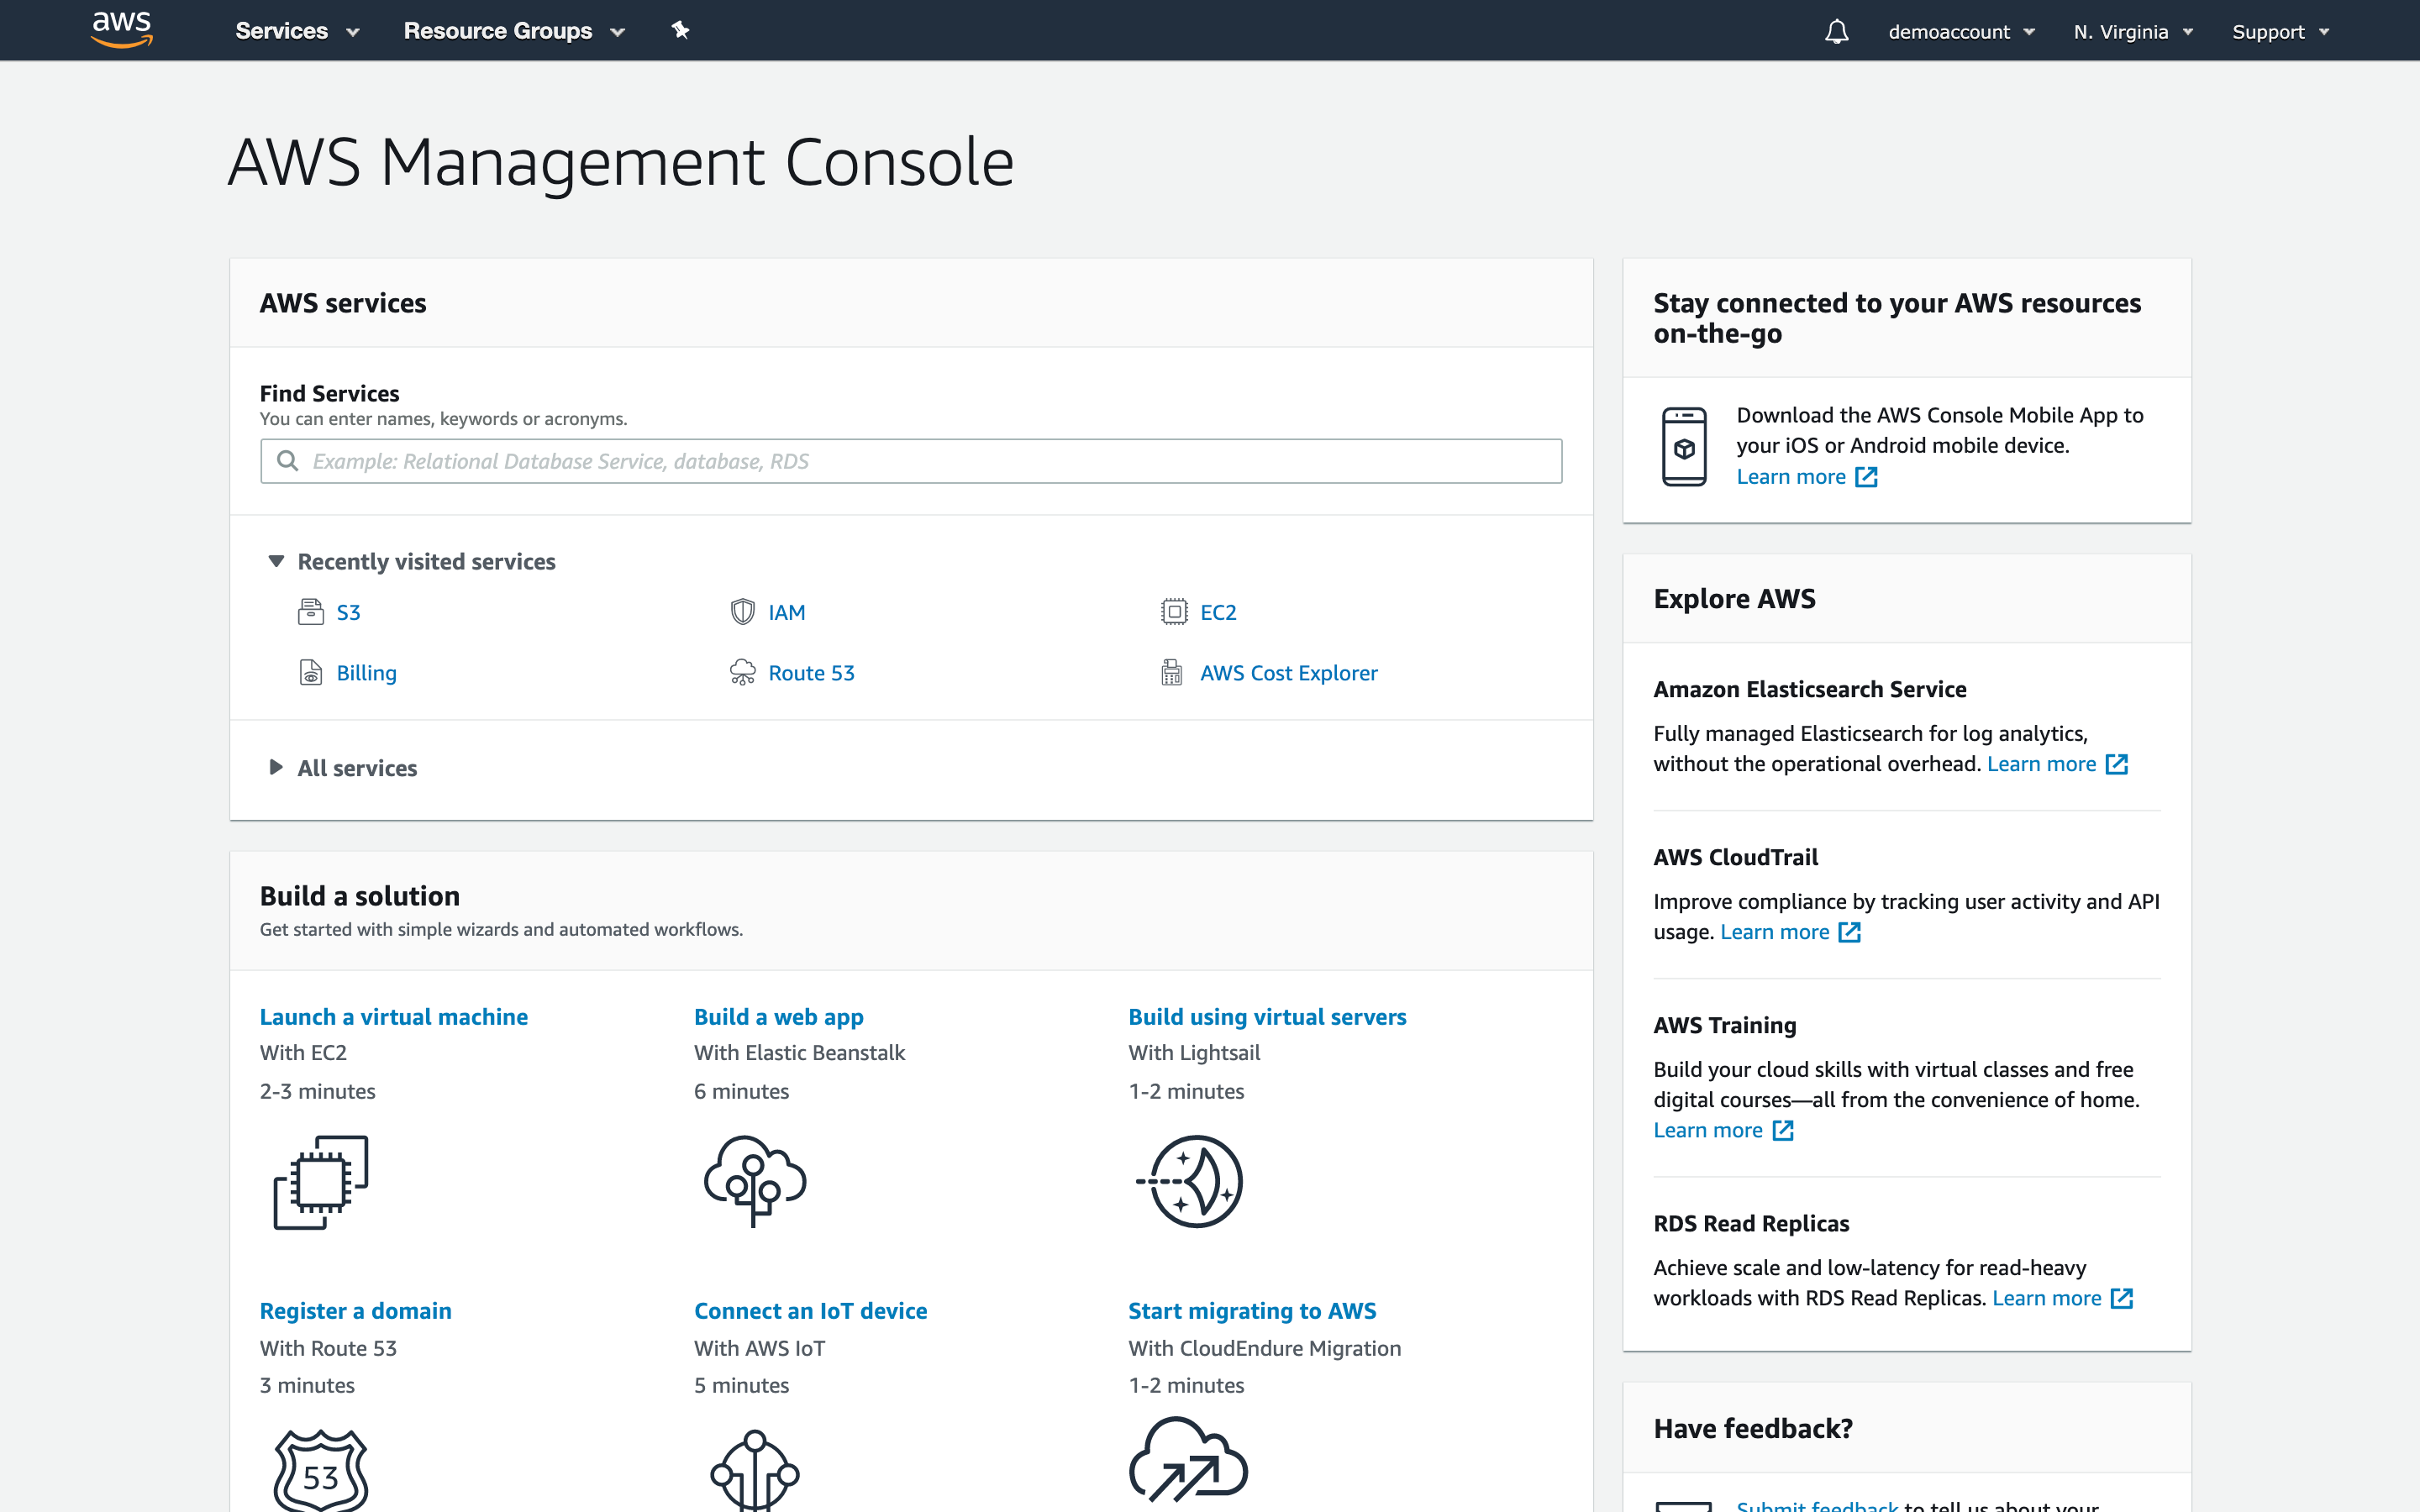 aws
Services
Resource Groups
demoaccount
N. Virginia
Support
AWS Management Console
AWS services
Find Services
You can enter names, keywords or acronyms.
Example: Relational Database Service, database, RDS
Recently visited services
S3
IAM
EC2
Billing
Route 53
AWS Cost Explorer
All services
Build a solution
Get started with simple wizards and automated workflows.
Launch a virtual machine
With EC2
2-3 minutes
Build a web app
With Elastic Beanstalk
6 minutes
Build using virtual servers
With Lightsail
1-2 minutes
Register a domain
With Route 53
3 minutes
53
Connect an IoT device
With AWS IoT
5 minutes
Start migrating to AWS
With CloudEndure Migration
1-2 minutes
Stay connected to your AWS resources
on-the-go
Download the AWS Console Mobile App to
your iOS or Android mobile device.
Learn more
Explore AWS
Amazon Elasticsearch Service
Fully managed Elasticsearch for log analytics,
without the operational overhead. Learn more
AWS CloudTrail
Improve compliance by tracking user activity and API
usage. Learn more
AWS Training
Build your cloud skills with virtual classes and free
digital courses—all from the convenience of home.
Learn more
RDS Read Replicas
Achieve scale and low-latency for read-heavy
workloads with RDS Read Replicas. Learn more
Have feedback?
Submit feedback to tell us about your